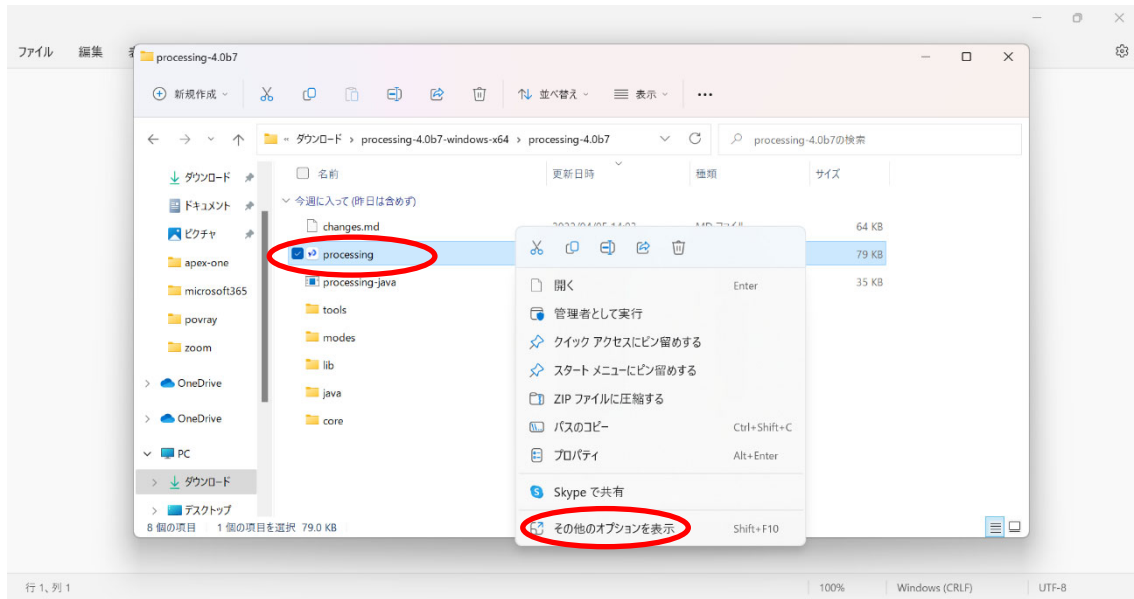 ファイル 編集
processing-4.0b7
新規作成
並べ替え
表示
ダウンロード > processing-4.0b7-windows-x64 > processing-4.0b7
processing-4.0b7の検索
名前 更新日時 種類 サイズ
今週に入って (昨日は含めず)
changes.md 64 KB
processing 79 KB
processing-java 35 KB
tools
modes
lib
java
core
ダウンロード
ドキュメント
ピクチャ
apex-one
microsoft365
povray
zoom
OneDrive
OneDrive
PC
ダウンロード
デスクトップ
8 個の項目 1 個の項目を選択 79.0 KB
開く Enter
管理者として実行
クイック アクセスにピン留めする
スタート メニューにピン留めする
ZIP ファイルに圧縮する
パスのコピー Ctrl+Shift+C
プロパティ Alt+Enter
Skype で共有
その他のオプションを表示 Shift+F10
行 1、列 1 100% Windows (CRLF) UTF-8